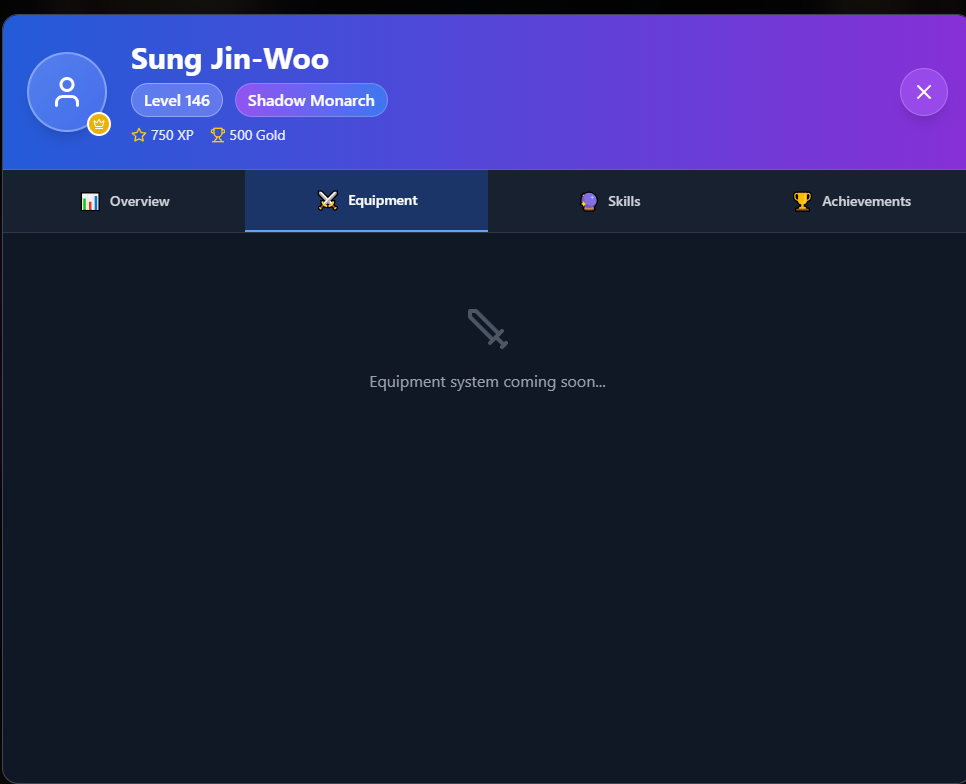 Sung Jin-Woo
Level 146 Shadow Monarch
750 XP 500 Gold
Overview Equipment Skills Achievements
Equipment system coming soon...